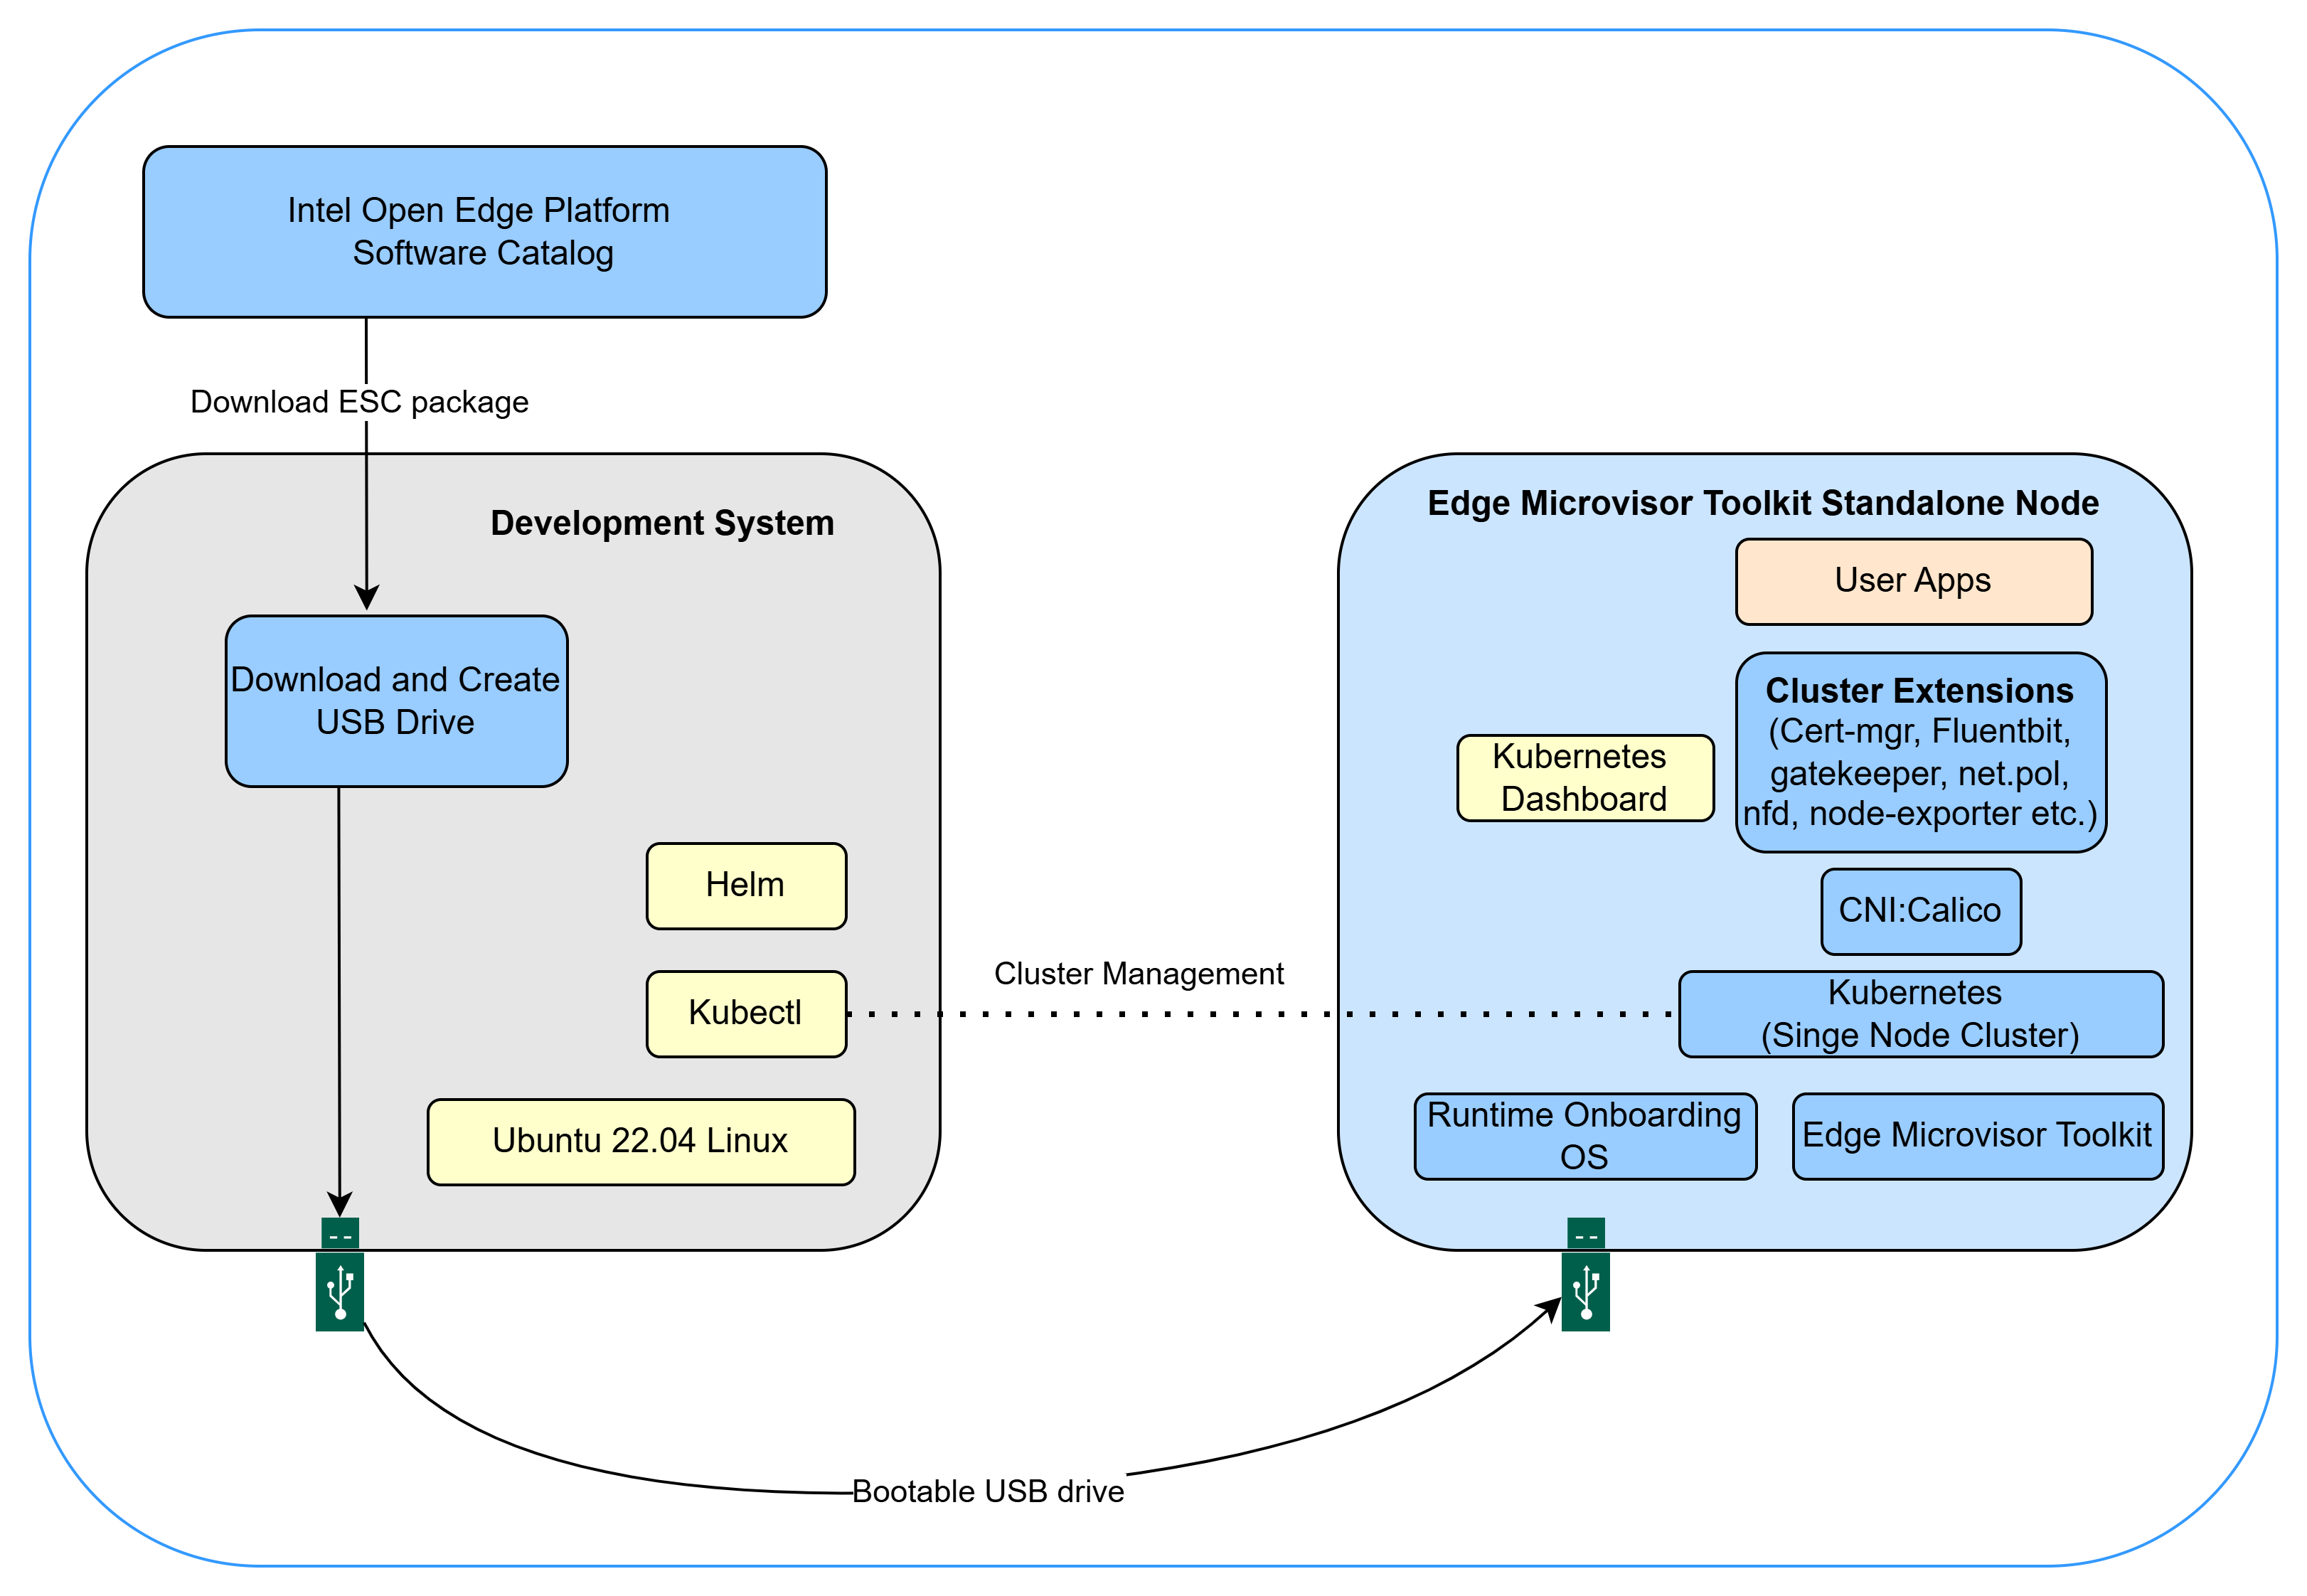 Intel Open Edge Platform
Software Catalog
Download ESC package
Development System
Download and Create
USB Drive
Helm
Kubectl
Ubuntu 22.04 Linux
Cluster Management
Edge Microvisor Toolkit Standalone Node
User Apps
Cluster Extensions
(Cert-mgr, Fluentbit,
gatekeeper, net.pol,
nfd, node-exporter etc.)
Kubernetes
Dashboard
CNI:Calico
Kubernetes
(Singe Node Cluster)
Runtime Onboarding
OS
Edge Microvisor Toolkit
Bootable USB drive